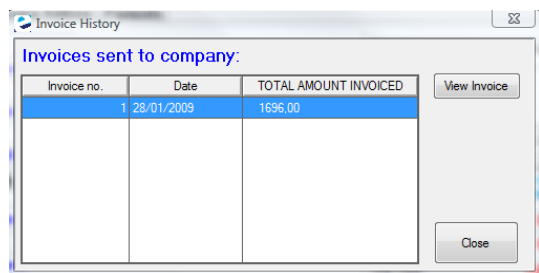 Invoice History
Invoices sent to company:
Invoice no. Date TOTAL AMOUNT INVOICED View Invoice
1 28/01/2009 1696,00
Close